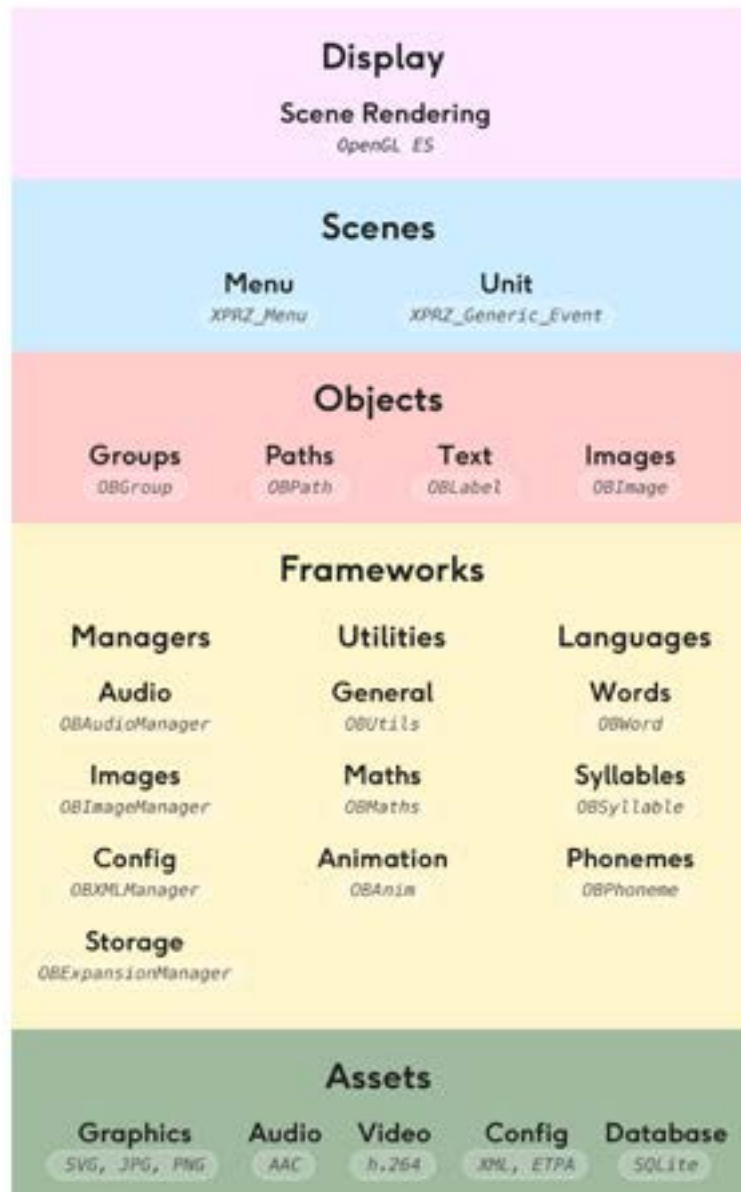 Display
Scene Rendering
OpenGL ES
Scenes
Menu Unit
XPRZ_Menu XPRZ_Generic_Event
Objects
Groups Paths Text Images
OBGroup OBPath OBLabel OBImage
Frameworks
Managers Utilities Languages
Audio General Words
OBAudioManager OBUtils OBWord
Images Maths Syllables
OBImageManager OBMaths OBSyllable
Config Animation Phonemes
OBXMLManager OBAnim OBPhoneme
Storage
OBExpansionManager
Assets
Graphics Audio Video Config Database
SVG, JPG, PNG AAC h.264 XML, ETPA SQLite